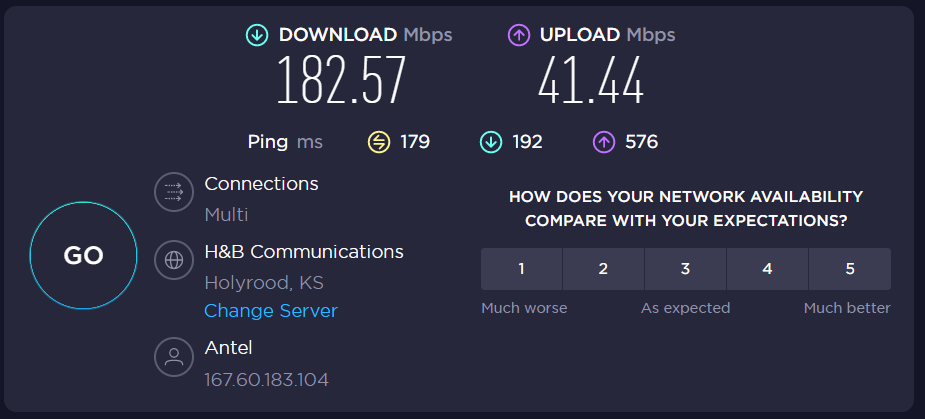 DOWNLOAD Mbps
182.57
UPLOAD Mbps
41.44
Ping ms 179 192 576
GO
Connections
Multi
H&B Communications
Holyrood, KS
Change Server
Antel
167.60.183.104
HOW DOES YOUR NETWORK AVAILABILITY
COMPARE WITH YOUR EXPECTATIONS?
1 2 3 4 5
Much worse As expected Much better